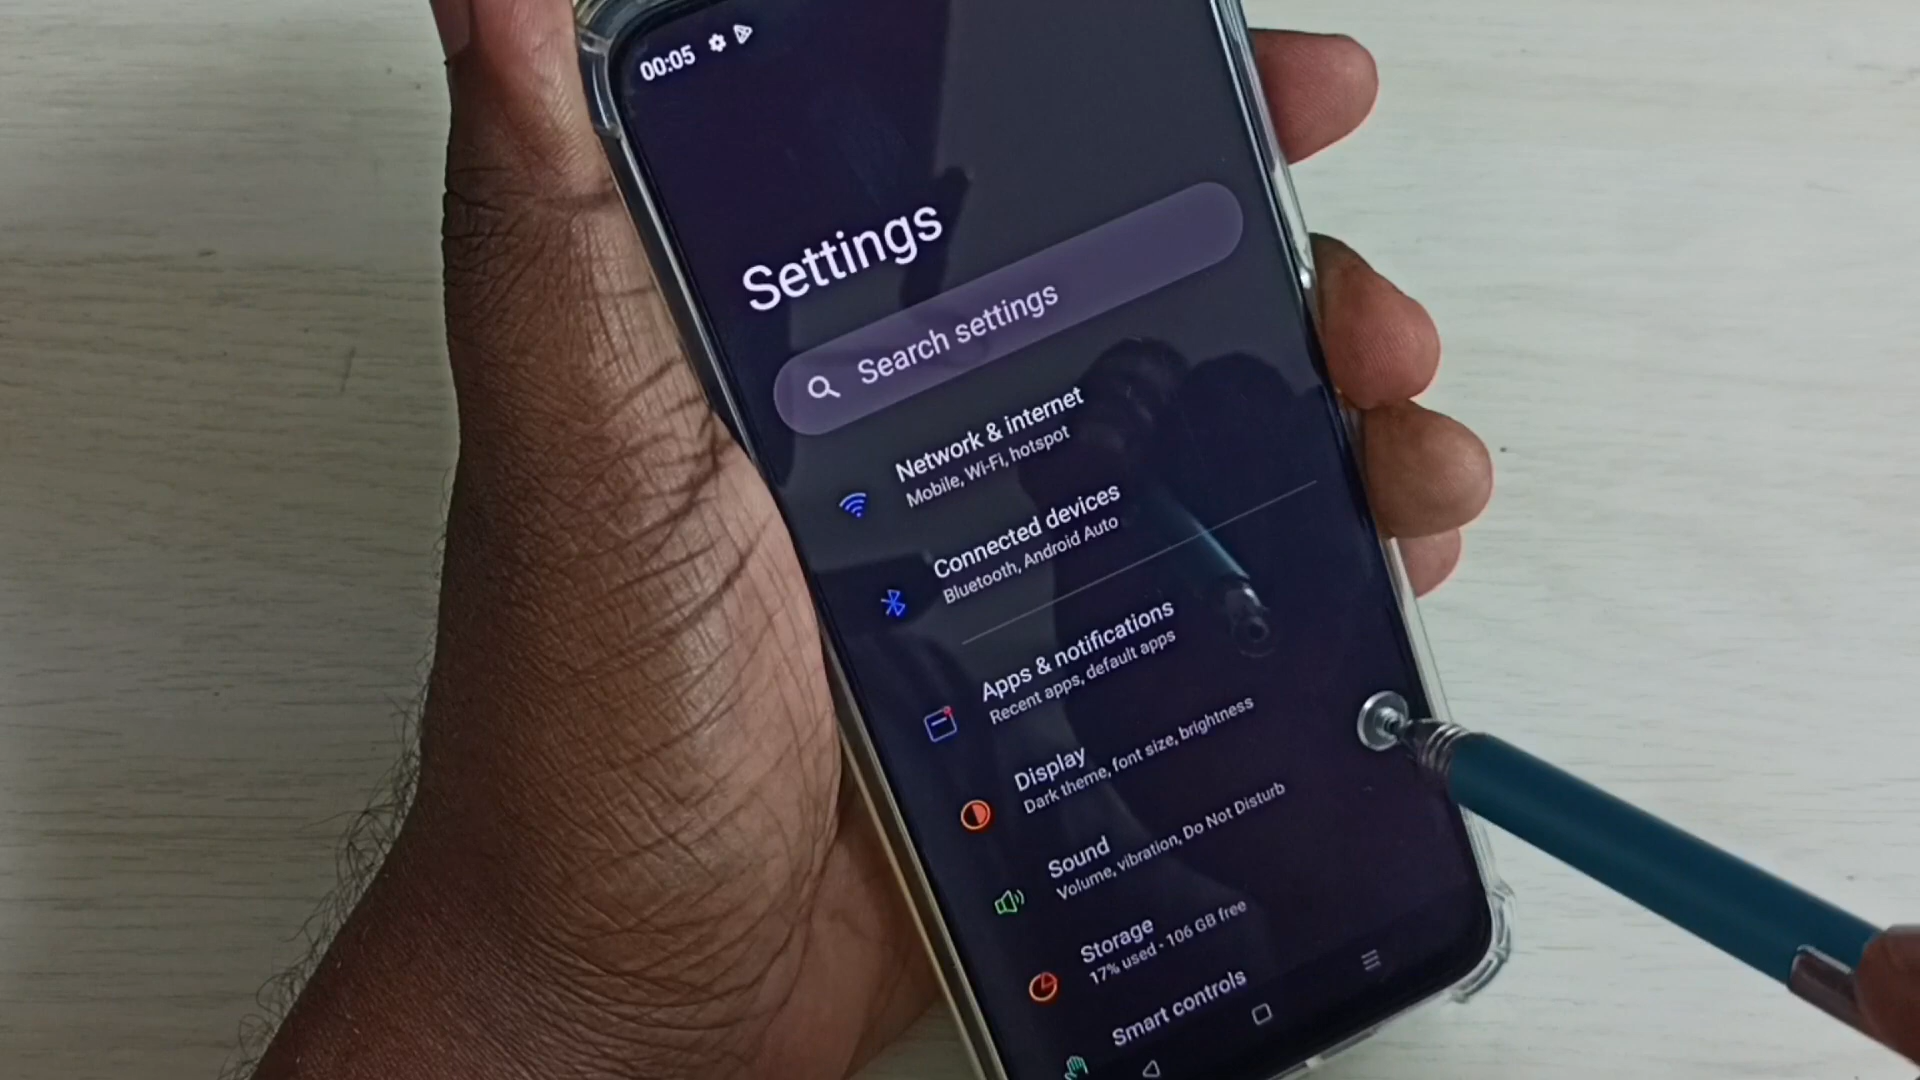 00:05
Settings
Search settings
Network & internet
Mobile, Wi-Fi, hotspot
Connected devices
Bluetooth, Android Auto
Apps & notifications
Recent apps, default apps
Display
Dark theme, font size, brightness
Sound
Volume, vibration, Do Not Disturb
Storage
17% used · 106 GB free
Smart controls